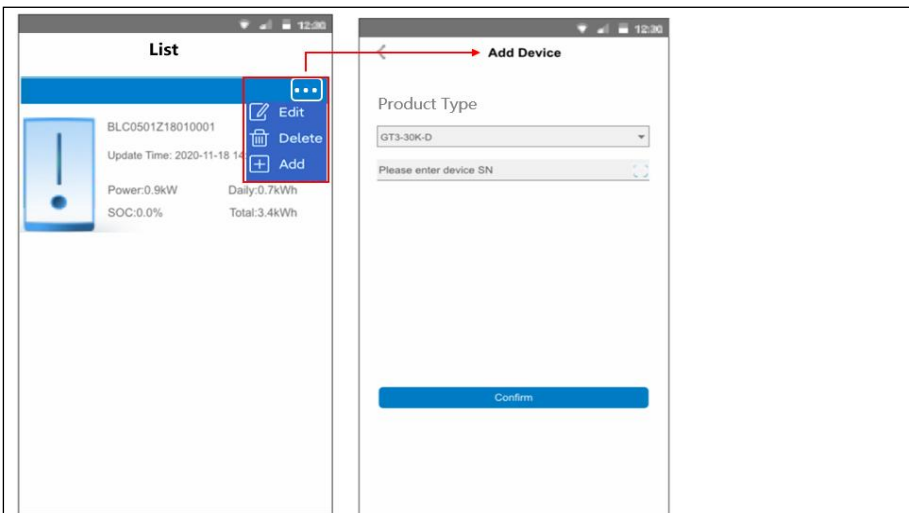 12:30
List
Edit
BLC0501Z18010001
Delete
Update Time: 2020-11-18 14
Add
Power:0.9kW Daily:0.7kWh
SOC:0.0% Total:3.4kWh
12:30
Add Device
Product Type
GT3-30K-D
Please enter device SN
Confirm